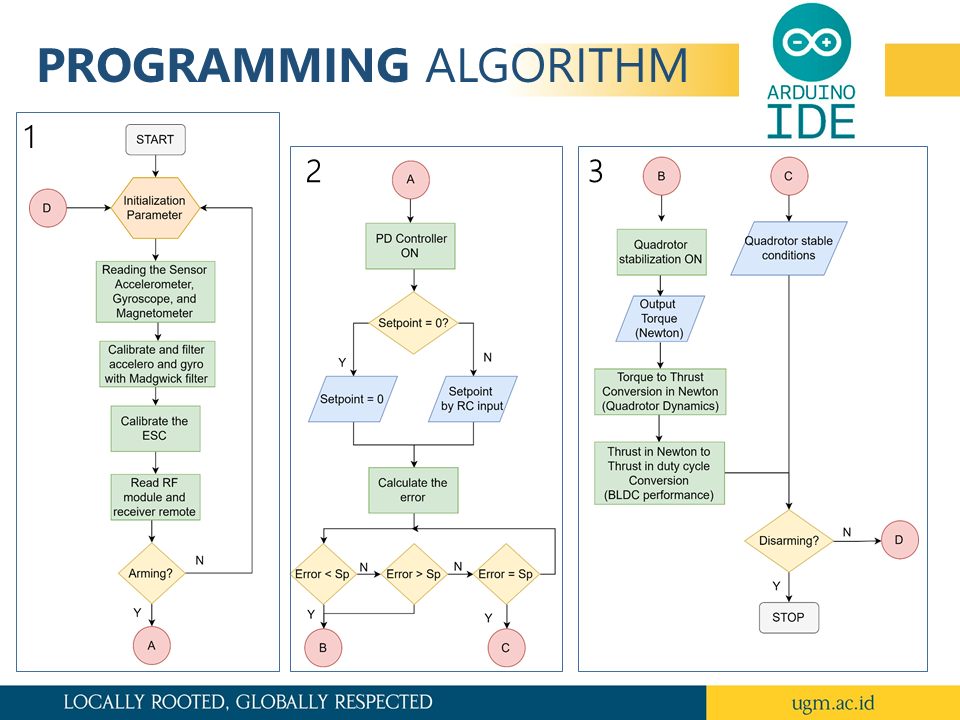 PROGRAMMING ALGORITHM
ARDUINO
IDE
1
START
D
Initialization
Parameter
Reading the Sensor
Accelerometer,
Gyroscope, and
Magnetometer
Calibrate and filter
accelero and gyro
with Madgwick filter
Calibrate the
ESC
Read RF
module and
receiver remote
Arming?
N
Y
A
2
A
PD Controller
ON
Setpoint = 0?
Y
N
Setpoint = 0
Setpoint
by RC input
Calculate the
error
Error < Sp
N
Error > Sp
N
Error = Sp
Y
Y
B
C
3
B
C
Quadrotor
stabilization ON
Quadrotor stable
conditions
Output
Torque
(Newton)
Torque to Thrust
Conversion in Newton
(Quadrotor Dynamics)
Thrust in Newton to
Thrust in duty cycle
Conversion
(BLDC performance)
Disarming?
N
D
Y
STOP
LOCALLY ROOTED, GLOBALLY RESPECTED
ugm.ac.id